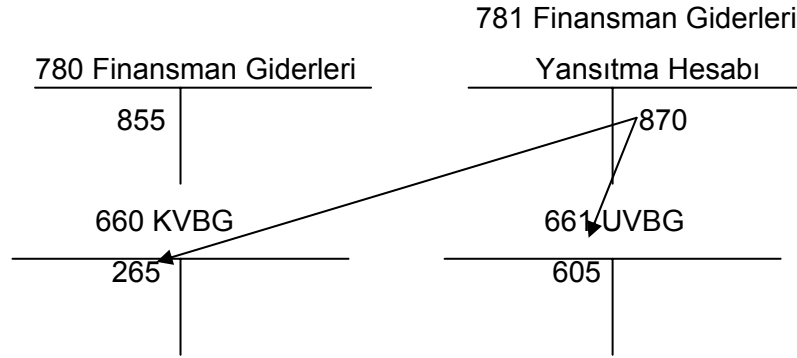 781 Finansman Giderleri
780 Finansman Giderleri Yansıtma Hesabı
855 870
660 KVBG 661 UVBG
265 605